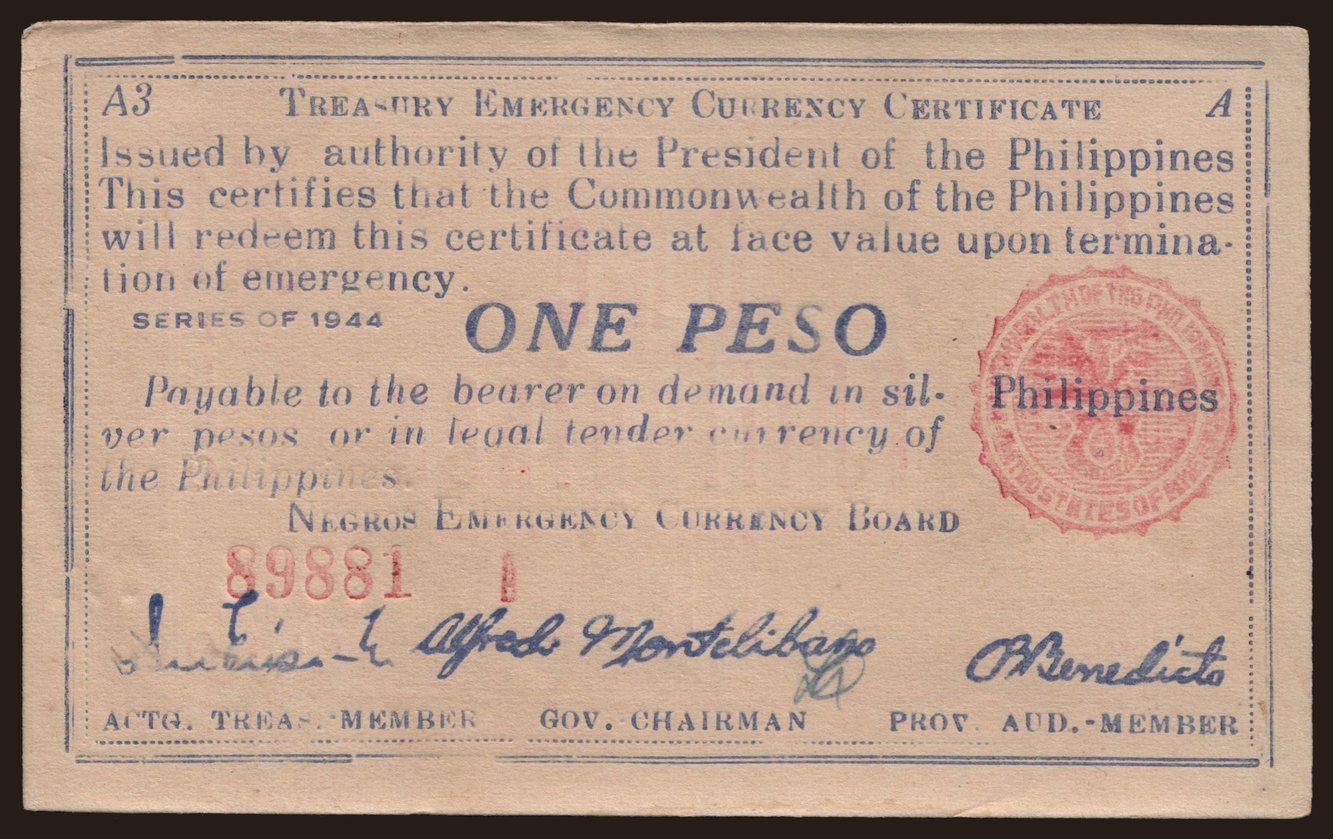 A3 TREASURY EMERGENCY CURRENCY CERTIFICATE A
Issued by authority of the President of the Philippines
This certifies that the Commonwealth of the Philippines
will redeem this certificate at face value upon termina-
tion of emergency.
SERIES OF 1944 ONE PESO
Payable to the bearer on demand in sil-
ver pesos or in legal tender currency of
the Philippines.
Philippines
UNITED STATES OF
NEGROS EMERGENCY CURRENCY BOARD
89881
Alfredo Montelibano Benedicto
ACTG. TREAS.-MEMBER GOV. CHAIRMAN PROV. AUD.-MEMBER